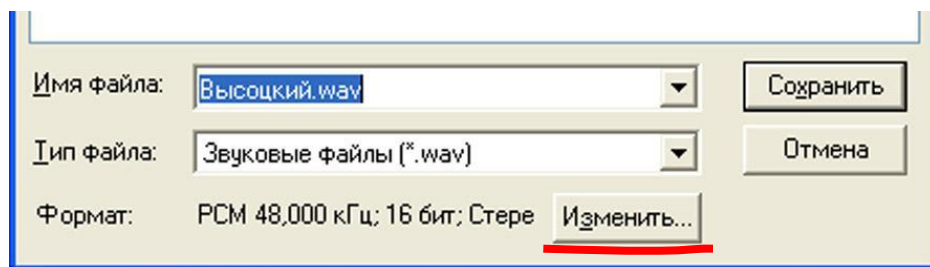 Имя файла: Высоцкий.wav Сохранить
Тип файла: Звуковые файлы (*.wav) Отмена
Формат: PCM 48,000 кГц; 16 бит; Стере Изменить...